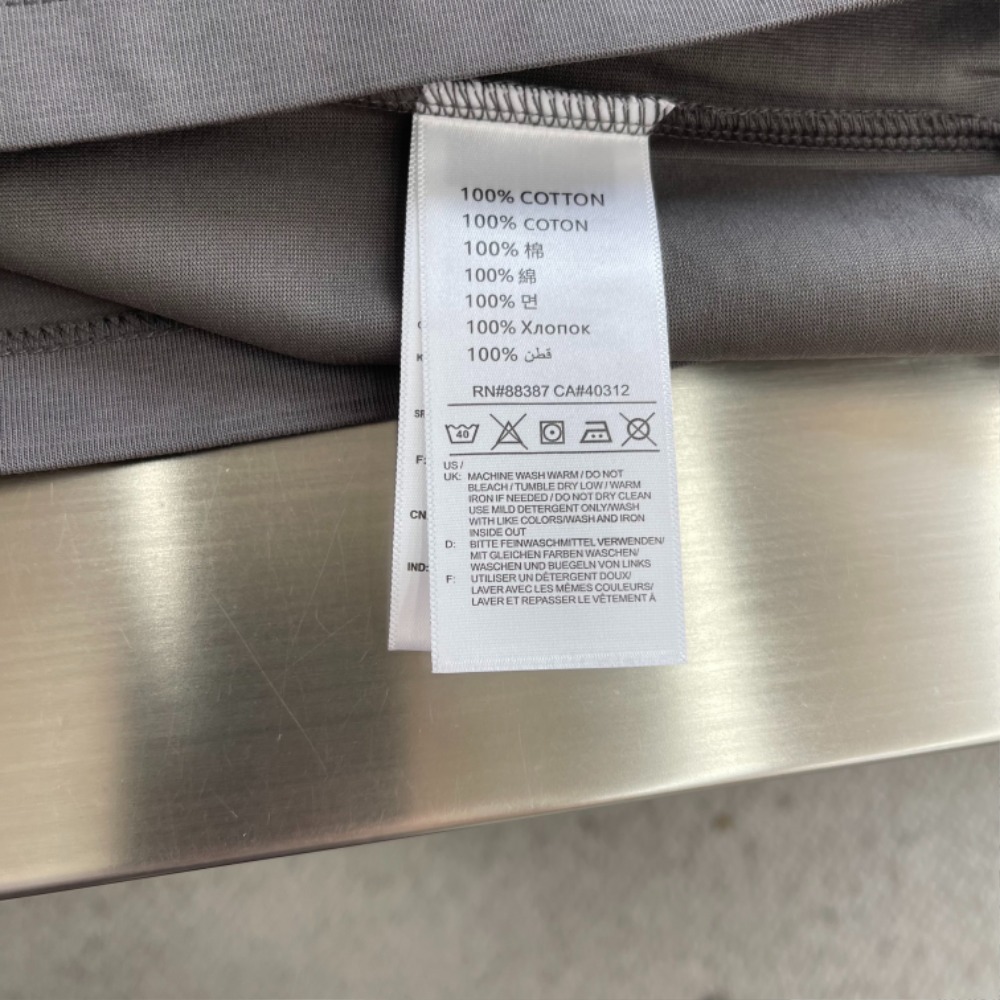 100% COTTON
100% COTON
100% 棉
100% 綿
100% 면
100% Хлопок
100% قطن
RN#88387 CA#40312
40
US /
UK: MACHINE WASH WARM / DO NOT
BLEACH / TUMBLE DRY LOW / WARM
IRON IF NEEDED / DO NOT DRY CLEAN
USE MILD DETERGENT ONLY/WASH
WITH LIKE COLORS/WASH AND IRON
INSIDE OUT
D: BITTE FEINWASCHMITTEL VERWENDEN/
MIT GLEICHEN FARBEN WASCHEN/
WASCHEN UND BUEGELN VON LINKS
F: UTILISER UN DÉTERGENT DOUX/
LAVER AVEC LES MÊMES COULEURS/
LAVER ET REPASSER LE VÊTEMENT À
F:
CN
IND: